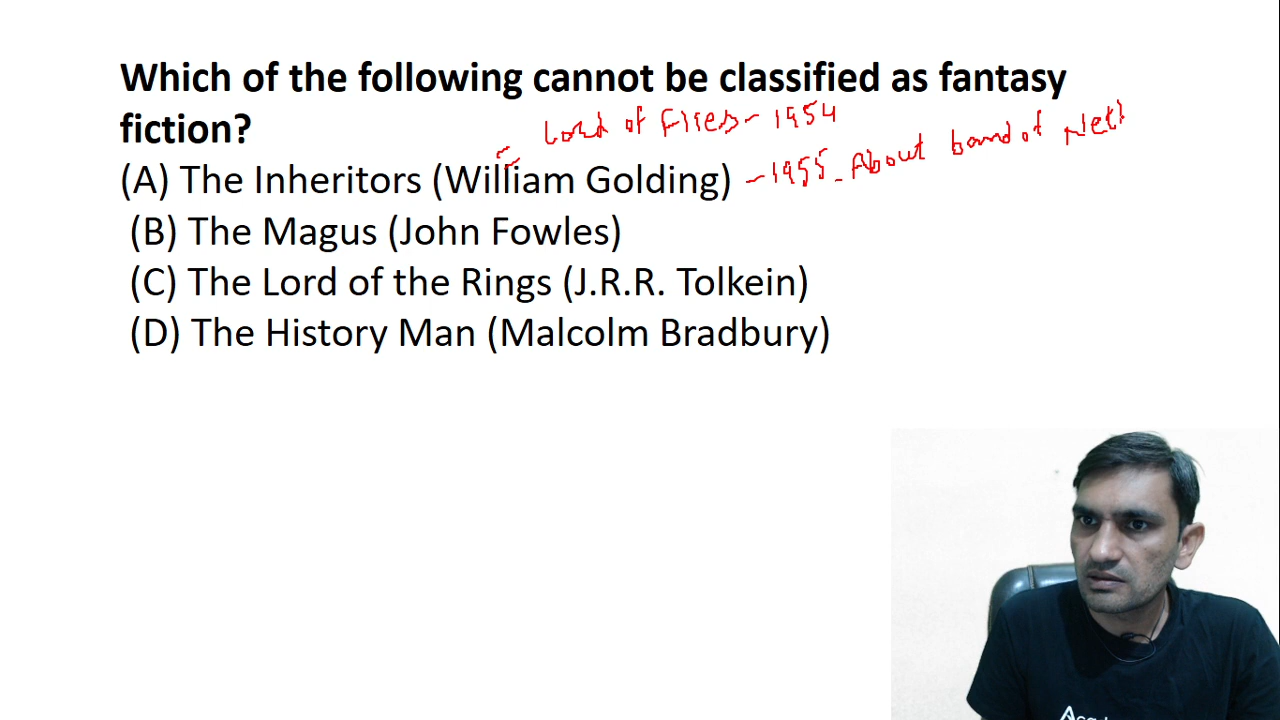 Which of the following cannot be classified as fantasy
fiction?
Lord of Flies - 1954
(A) The Inheritors (William Golding) - 1955 - About band of Neth
(B) The Magus (John Fowles)
(C) The Lord of the Rings (J.R.R. Tolkein)
(D) The History Man (Malcolm Bradbury)